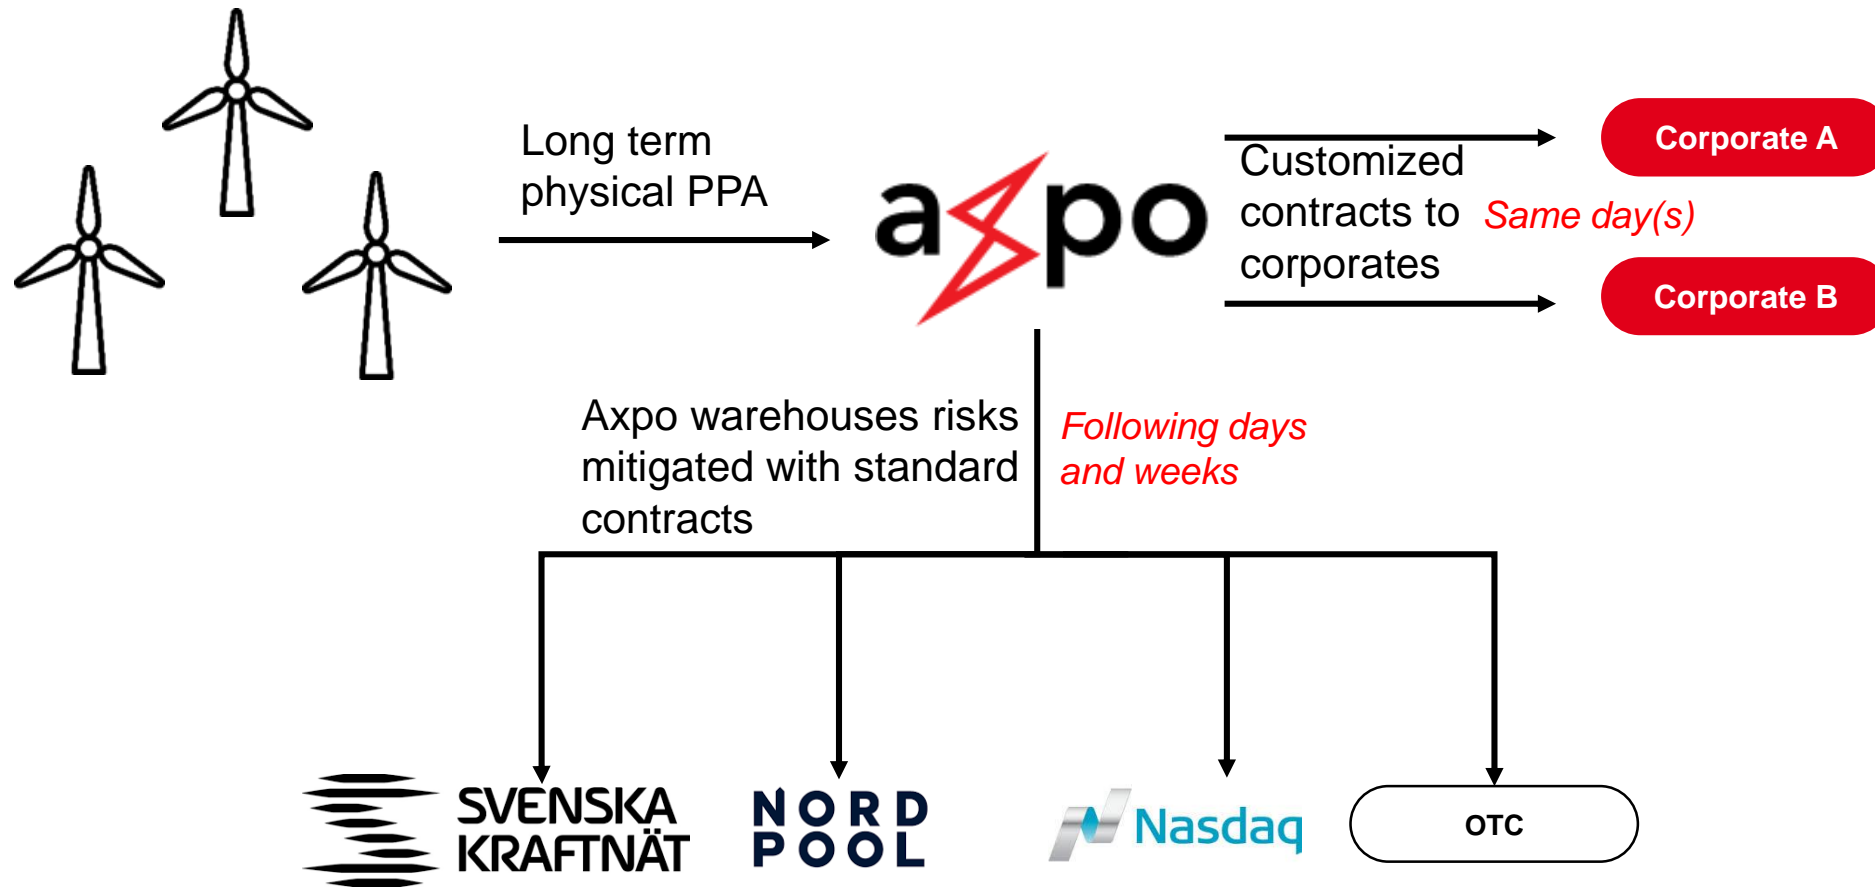 Long term
physical PPA
axpo
Customized
contracts to
corporates
Same day(s)
Corporate A
Corporate B
Axpo warehouses risks
mitigated with standard
contracts
Following days
and weeks
SVENSKA
KRAFTNÄT
NORD
POOL
Nasdaq
OTC